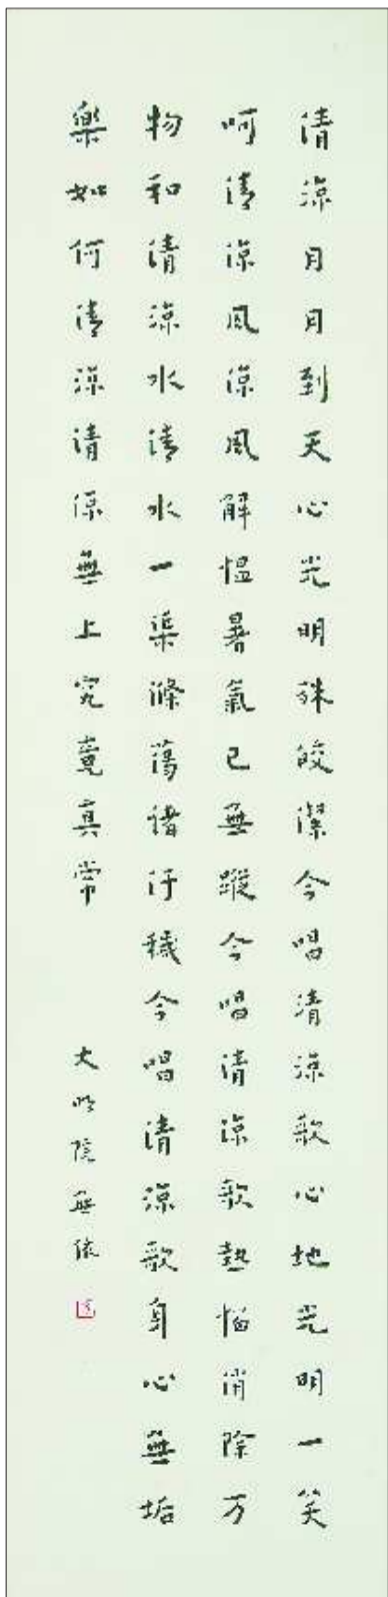 清涼月月到天心光明殊皎潔今唱清涼歌心地光明一笑
呵清涼風涼風解慍暑氣已無蹤今唱清涼歌熱惱消除万
物和清涼水清水一渠滌蕩諸汙穢今唱清涼歌身心無垢
樂如何清涼清涼無上究竟真常
大明院無依